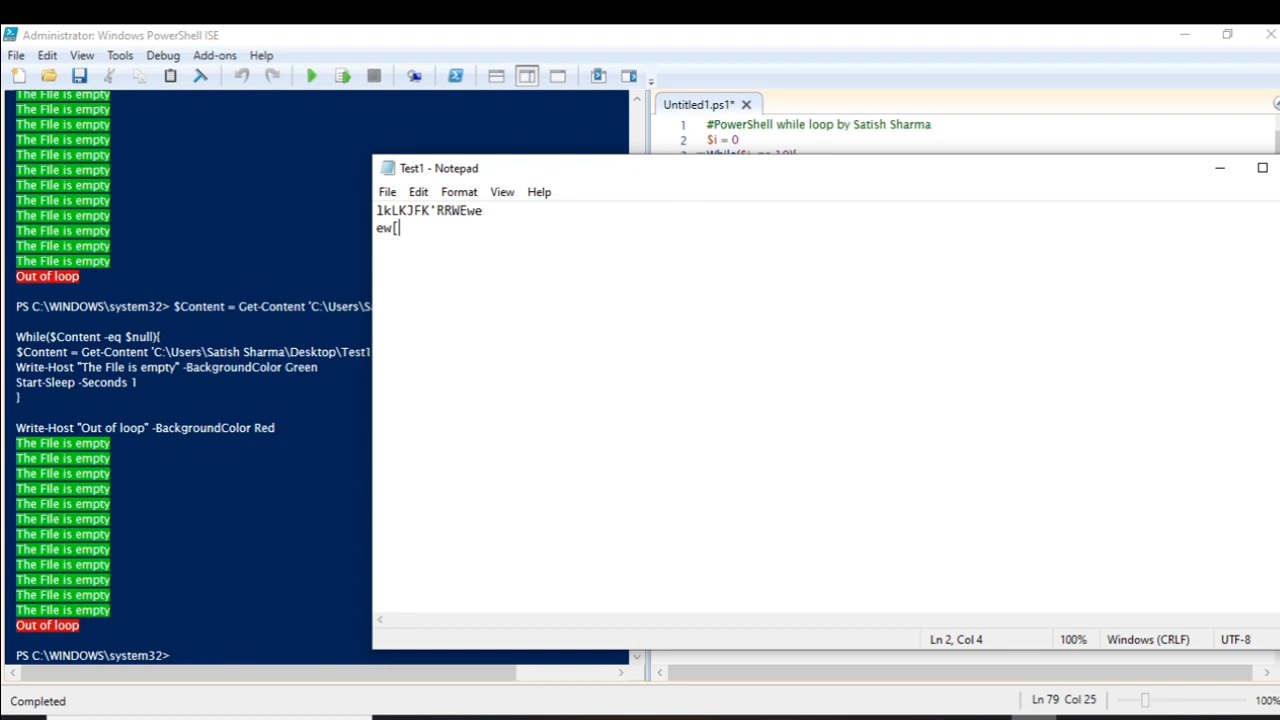 Administrator: Windows PowerShell ISE
File Edit View Tools Debug Add-ons Help
The FIle is empty
The FIle is empty
The FIle is empty
The FIle is empty
The FIle is empty
The FIle is empty
The FIle is empty
The FIle is empty
The FIle is empty
The FIle is empty
The FIle is empty
The FIle is empty
Out of loop
PS C:\WINDOWS\system32> $Content = Get-Content 'C:\Users\S
While($Content -eq $null){
$Content = Get-Content 'C:\Users\Satish Sharma\Desktop\Test1
Write-Host "The FIle is empty" -BackgroundColor Green
Start-Sleep -Seconds 1
}
Write-Host "Out of loop" -BackgroundColor Red
The FIle is empty
The FIle is empty
The FIle is empty
The FIle is empty
The FIle is empty
The FIle is empty
The FIle is empty
The FIle is empty
The FIle is empty
The FIle is empty
The FIle is empty
The FIle is empty
Out of loop
PS C:\WINDOWS\system32>
Untitled1.ps1*
1 #PowerShell while loop by Satish Sharma
2 $i = 0
Test1 - Notepad
File Edit Format View Help
lkLKJFK'RRWEwe
ew[
Ln 2, Col 4 100% Windows (CRLF) UTF-8
Completed
Ln 79 Col 25 100%